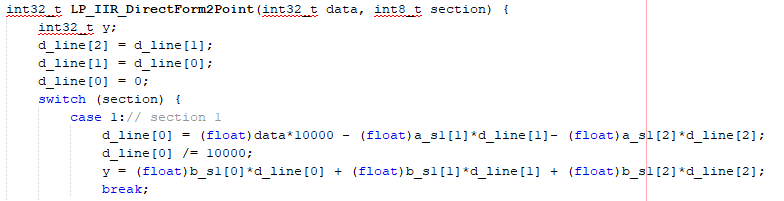 int32_t LP_IIR_DirectForm2Point(int32_t data, int8_t section) {
int32_t y;
d_line[2] = d_line[1];
d_line[1] = d_line[0];
d_line[0] = 0;
switch (section) {
case 1:// section 1
d_line[0] = (float)data*10000 - (float)a_s1[1]*d_line[1]- (float)a_s1[2]*d_line[2];
d_line[0] /= 10000;
y = (float)b_s1[0]*d_line[0] + (float)b_s1[1]*d_line[1] + (float)b_s1[2]*d_line[2];
break;